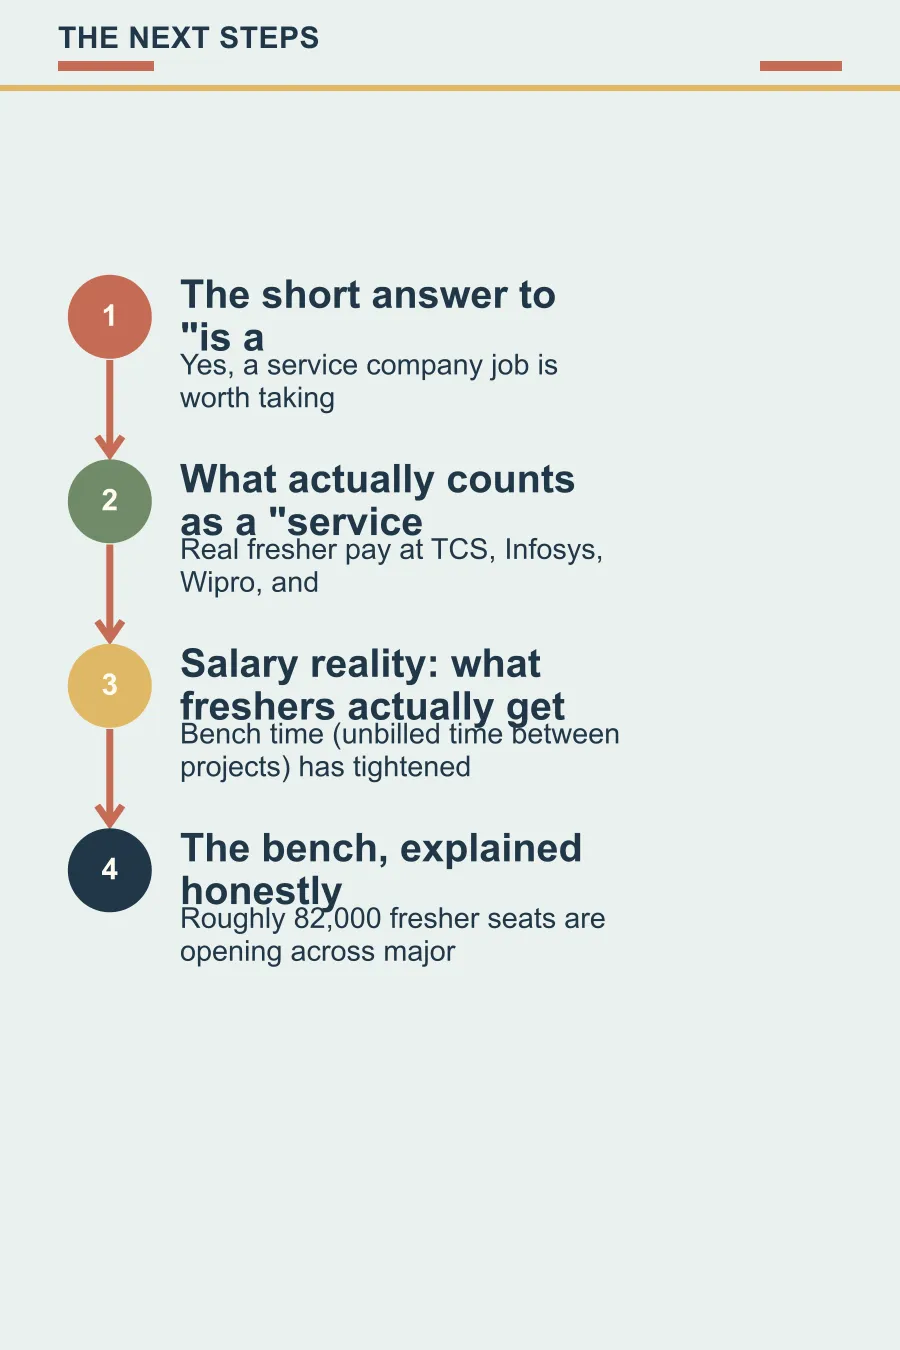 THE NEXT STEPS
1
The short answer to
"is a
Yes, a service company job is
worth taking
2
What actually counts
as a "service
Real fresher pay at TCS, Infosys,
Wipro, and
3
Salary reality: what
freshers actually get
Bench time (unbilled time between
projects) has tightened
4
The bench, explained
honestly
Roughly 82,000 fresher seats are
opening across major